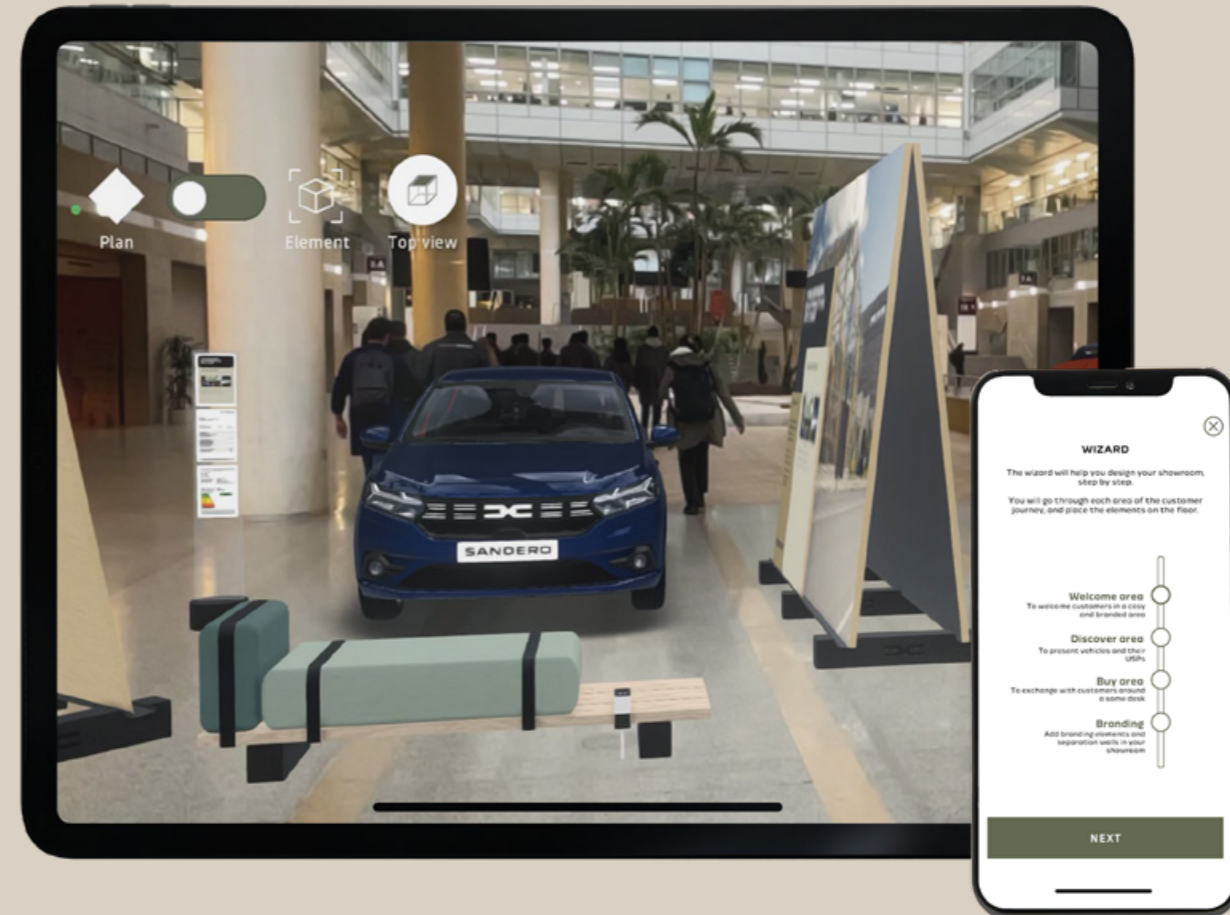 Plan
Element
Top view
SANDERO
WIZARD
The wizard will help you design your showroom,
step by step.
You will go through each area of the customer
journey, and place the elements on the floor.
Welcome area
To welcome customers in a cosy
and branded area
Discover area
To present vehicles and their
USPs
Buy area
To exchange with customers around
a same desk
Branding
Add branding elements and
separation walls in your
showroom
NEXT